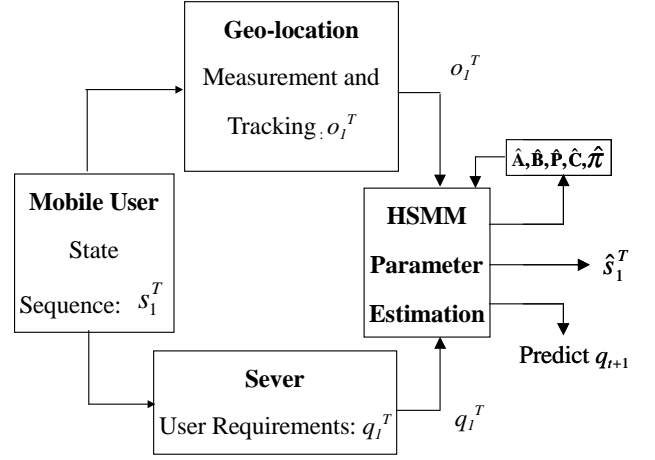 Geo-location
Measurement and
Tracking : o₁ᵀ
o₁ᵀ
Â, B̂, P̂, Ĉ, π̂
Mobile User
State
Sequence: s₁ᵀ
HSMM
Parameter
Estimation
ŝ₁ᵀ
Predict qₜ₊₁
Sever
User Requirements: q₁ᵀ
q₁ᵀ